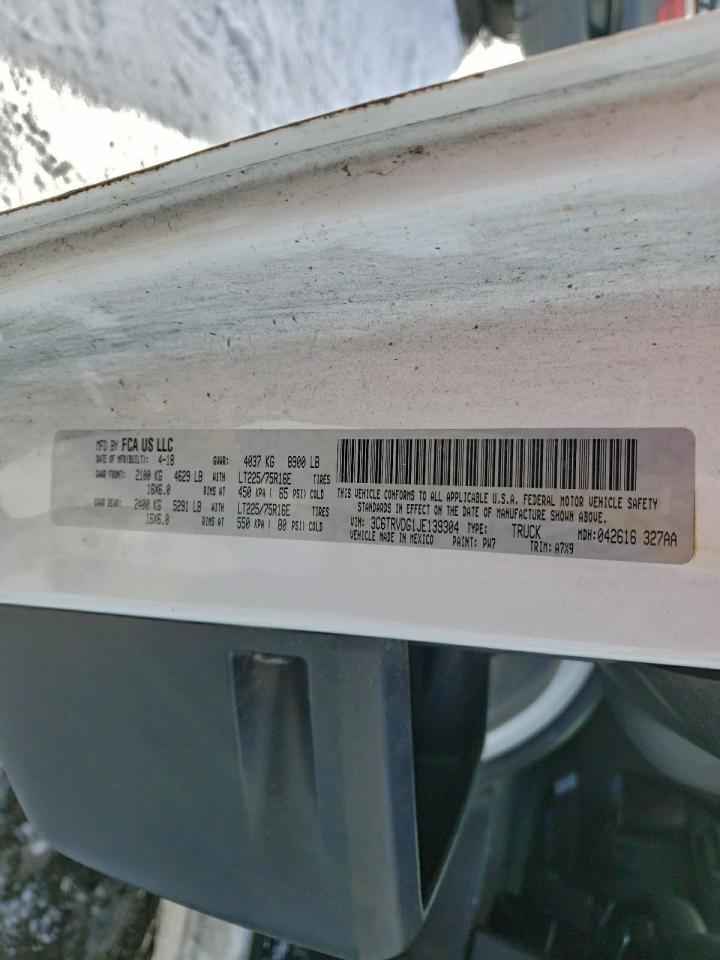 MFD BY FCA US LLC
DATE OF MFR(BUILT): 4-18 GVWR: 4037 KG 8900 LB
GAWR FRONT: 2100 KG 4629 LB WITH LT225/75R16E TIRES
16X6.0 RIMS AT 450 KPA ( 65 PSI) COLD
GAWR REAR: 2400 KG 5291 LB WITH LT225/75R16E TIRES
16X6.0 RIMS AT 550 KPA ( 80 PSI) COLD
THIS VEHICLE CONFORMS TO ALL APPLICABLE U.S.A. FEDERAL MOTOR VEHICLE SAFETY
STANDARDS IN EFFECT ON THE DATE OF MANUFACTURE SHOWN ABOVE.
VIN: 3C6TRVDG1JE139304 TYPE: TRUCK MDH:042616 327AA
VEHICLE MADE IN MEXICO PAINT: PW7 TRIM: A7X9